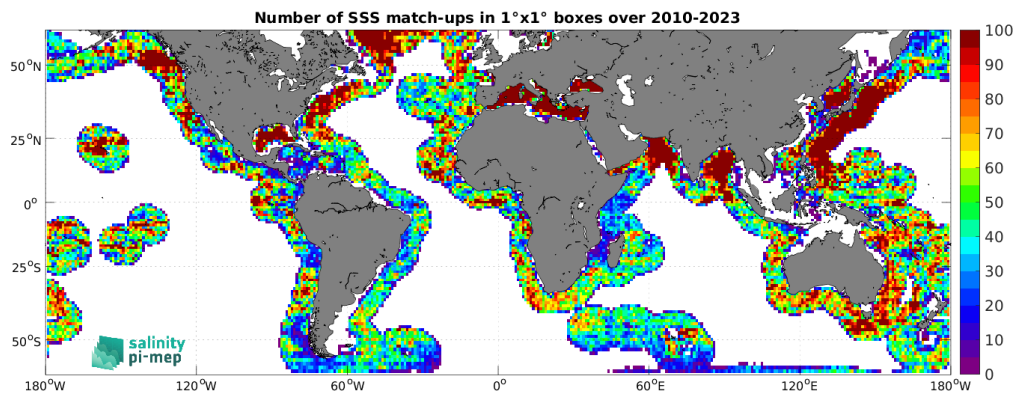 Number of SSS match-ups in 1°x1° boxes over 2010-2023
50°N
25°N
0°
25°S
50°S
180°W
120°W
60°W
0°
60°E
120°E
180°W
100
90
80
70
60
50
40
30
20
10
0
salinity
pi-mep